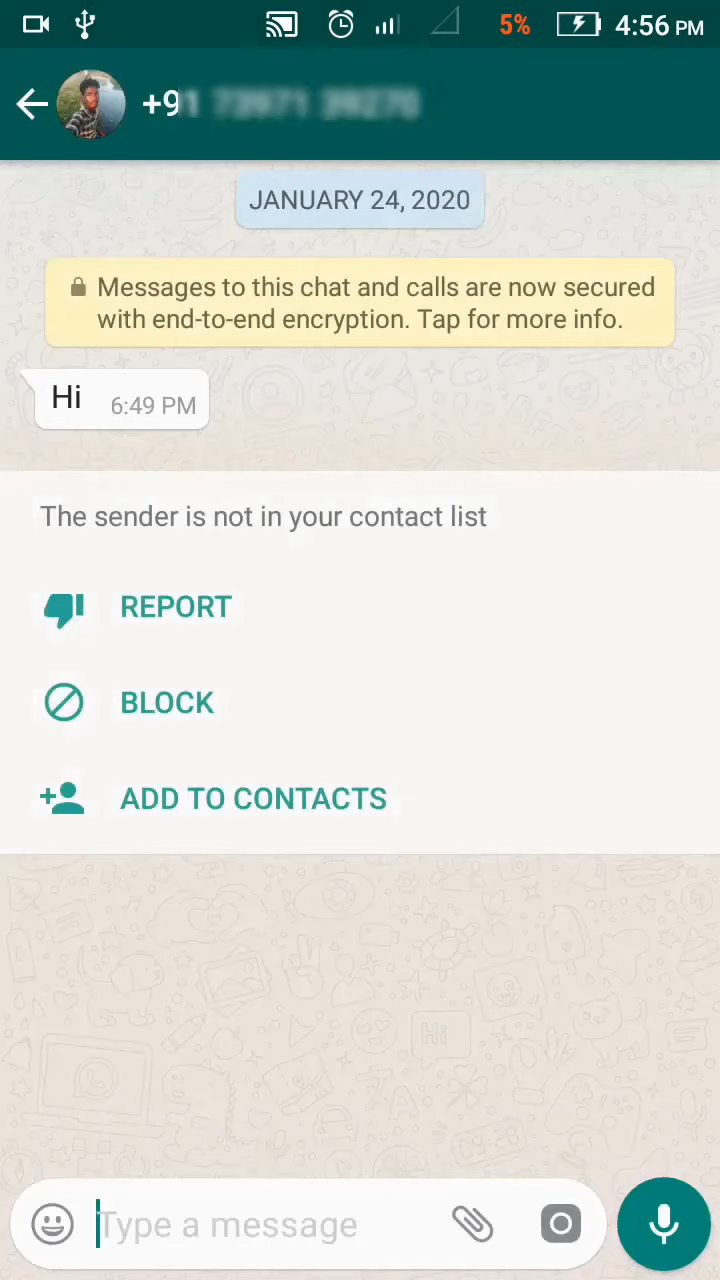 5% 4:56 PM
+91
JANUARY 24, 2020
Messages to this chat and calls are now secured
with end-to-end encryption. Tap for more info.
Hi 6:49 PM
The sender is not in your contact list
REPORT
BLOCK
ADD TO CONTACTS
Type a message